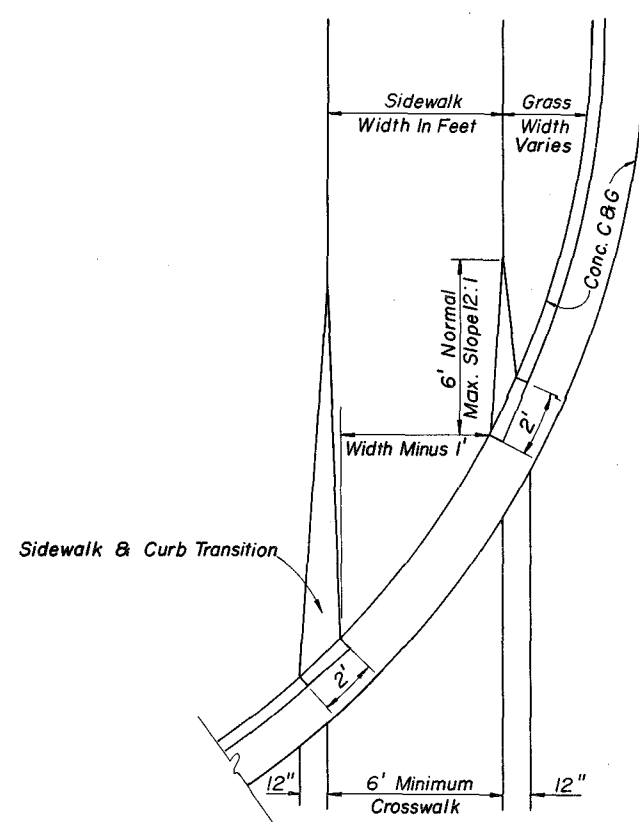 Sidewalk
Width In Feet
Grass
Width
Varies
Conc. C & G
6' Normal
Max. Slope 12:1
2'
Width Minus 1'
Sidewalk & Curb Transition
2'
12"
6' Minimum
Crosswalk
12"